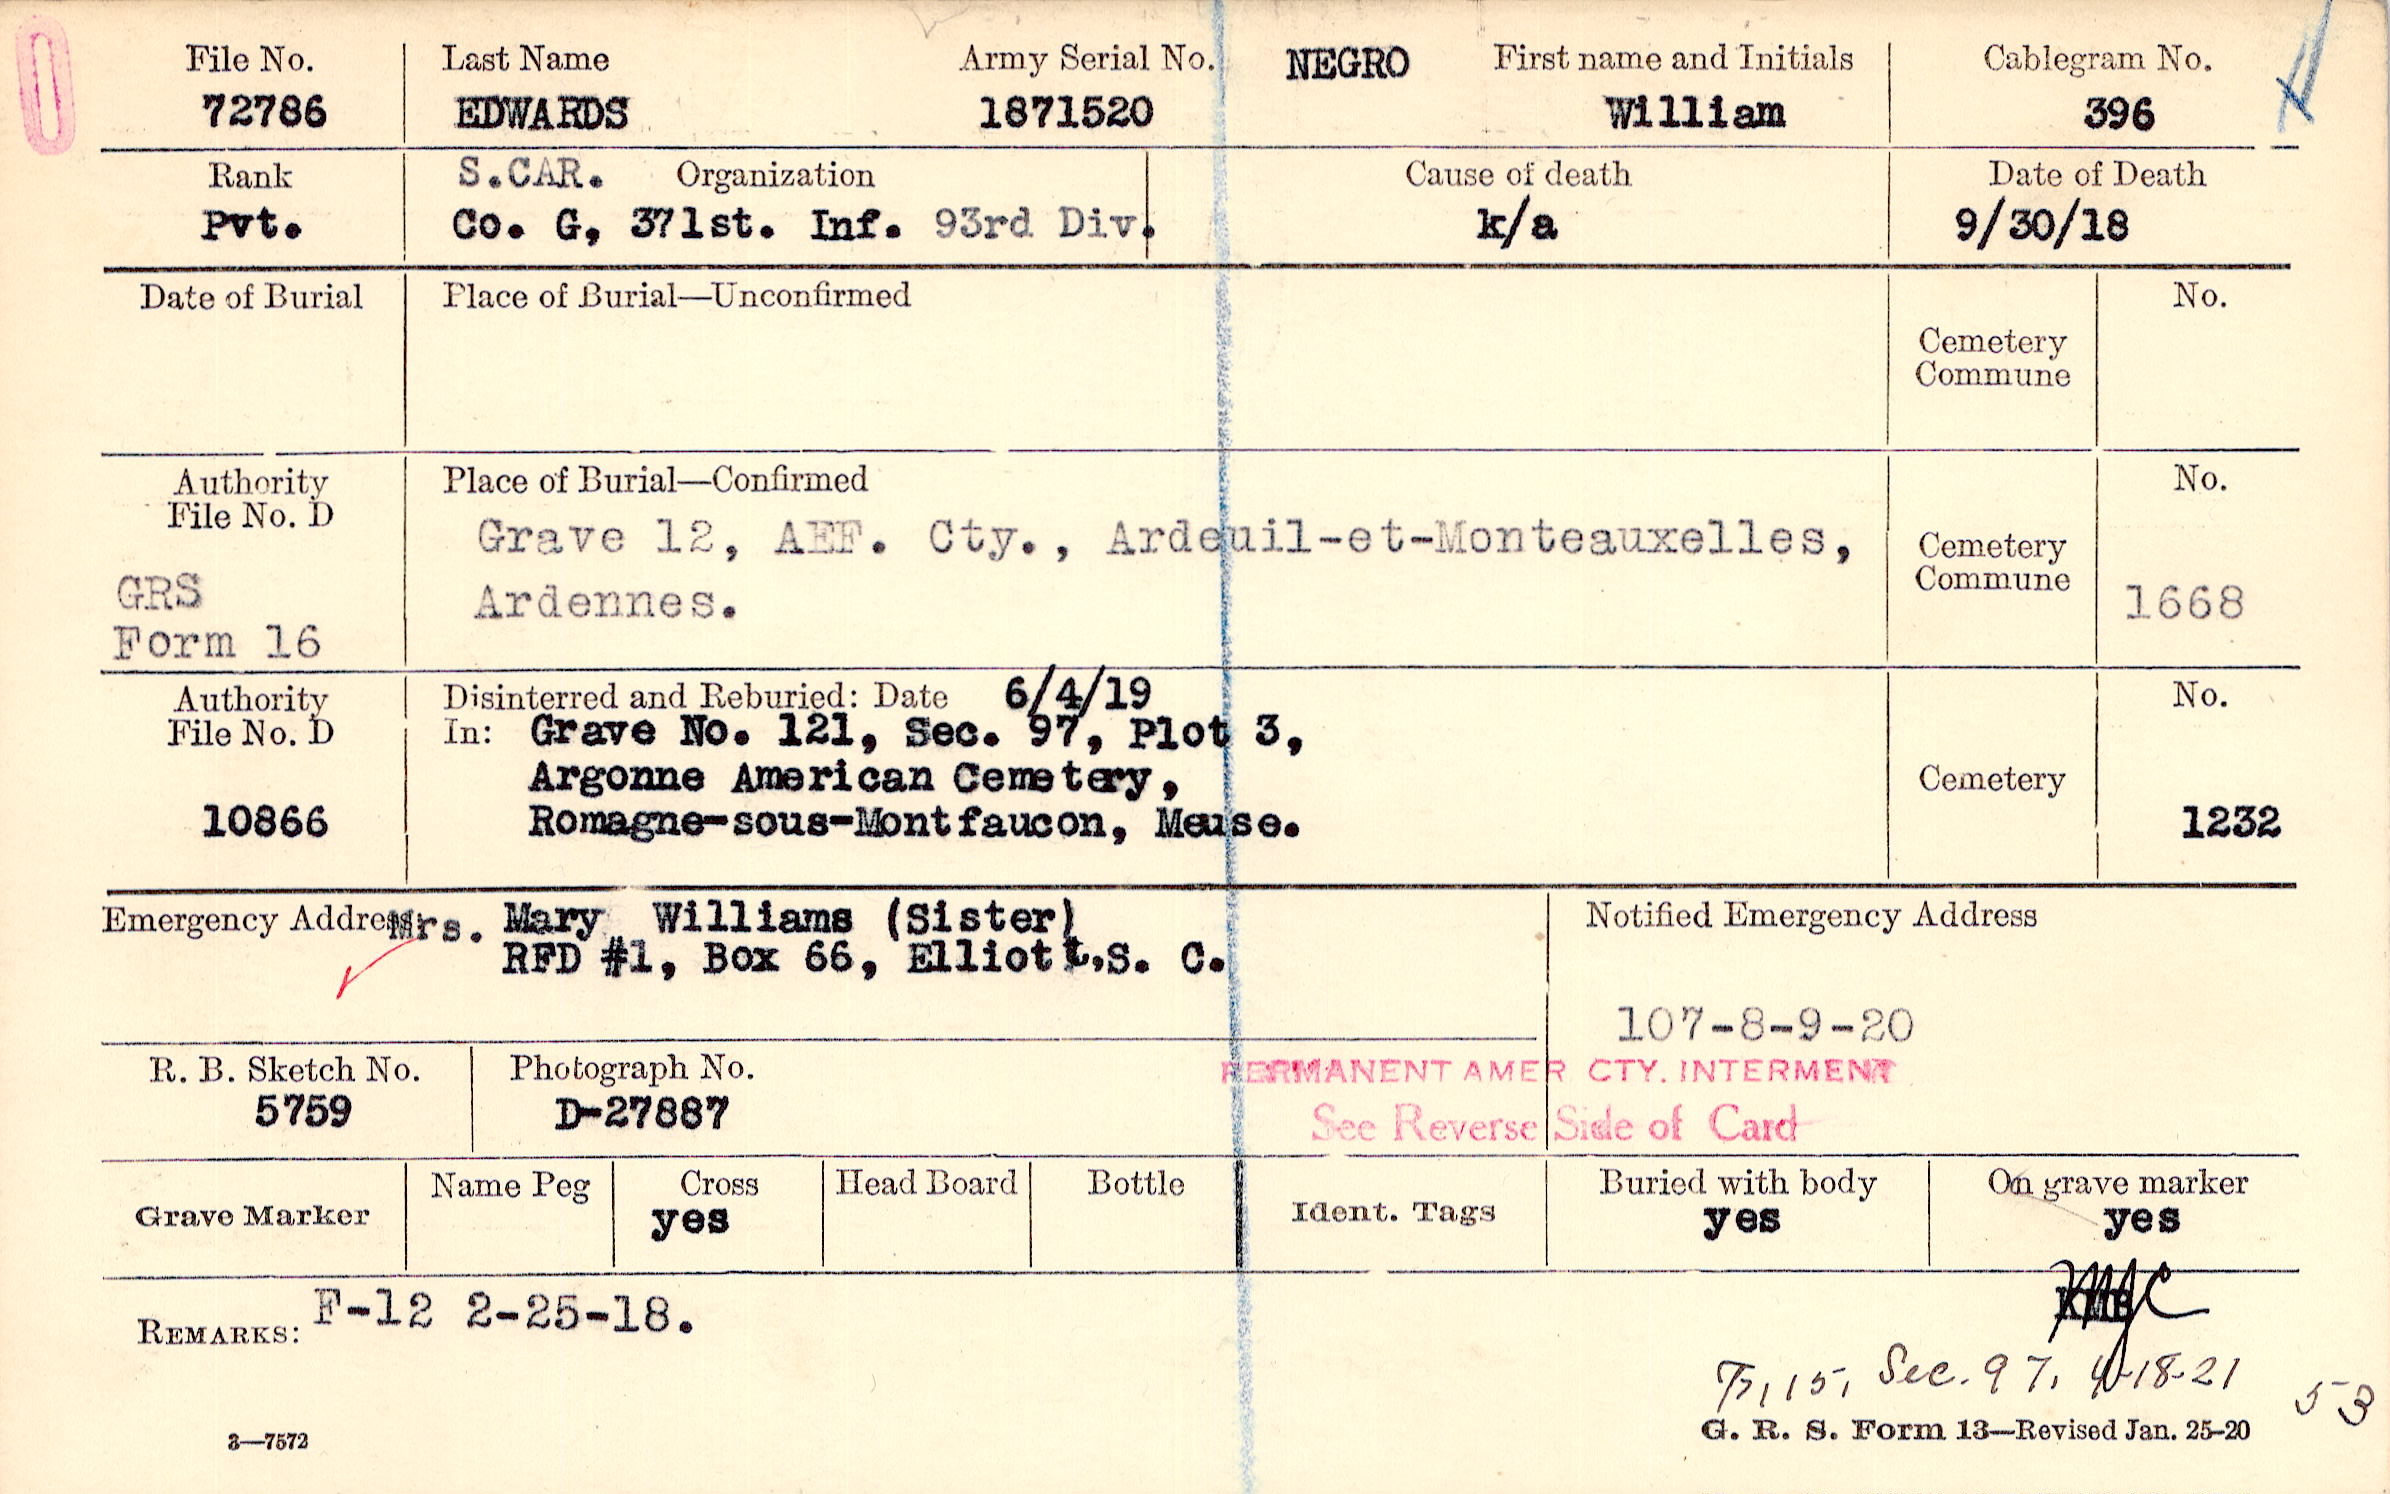 File No. Last Name Army Serial No. NEGRO First name and Initials Cablegram No.
72786 EDWARDS 1871520 William 396
Rank S.CAR. Organization Cause of death Date of Death
Pvt. Co. G, 371st. Inf. 93rd Div. k/a 9/30/18
Date of Burial Place of Burial—Unconfirmed No.
Cemetery
Commune
Authority Place of Burial—Confirmed No.
File No. D
Grave 12, AEF. Cty., Ardeuil-et-Monteauxelles, Cemetery
GRS Ardennes. Commune 1668
Form 16
Authority Disinterred and Reburied: Date 6/4/19 No.
File No. D In: Grave No. 121, Sec. 97, Plot 3,
Argonne American Cemetery, Cemetery
10866 Romagne-sous-Montfaucon, Meuse. 1232
Emergency Address Mrs. Mary Williams (Sister) Notified Emergency Address
RFD #1, Box 66, Elliott,S. C.
107-8-9-20
R. B. Sketch No. Photograph No. PERMANENT AMER CTY. INTERMENT
5759 D-27887 See Reverse Side of Card
Grave Marker Name Peg Cross Head Board Bottle Ident. Tags Buried with body On grave marker
yes yes yes
REMARKS: F-12 2-25-18.
15, Sec. 97, 4-18-21
53
3—7572 G. R. S. Form 13—Revised Jan. 25-20